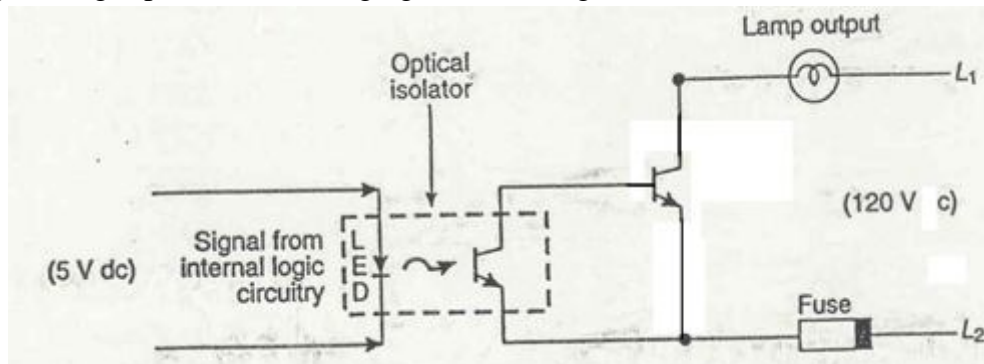 Lamp output
L1
Optical
isolator
(120 V c)
Signal from
internal logic
circuitry
(5 V dc)
L
E
D
Fuse
L2